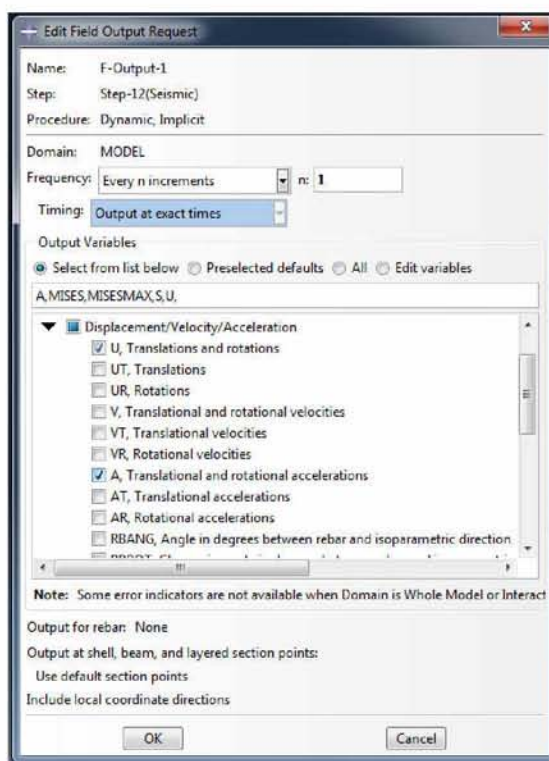 Edit Field Output Request
Name: F-Output-1
Step: Step-12(Seismic)
Procedure: Dynamic, Implicit
Domain: MODEL
Frequency: Every n increments n: 1
Timing: Output at exact times
Output Variables
Select from list below Preselected defaults All Edit variables
A,MISES,MISESMAX,S,U,
Displacement/Velocity/Acceleration
U, Translations and rotations
UT, Translations
UR, Rotations
V, Translational and rotational velocities
VT, Translational velocities
VR, Rotational velocities
A, Translational and rotational accelerations
AT, Translational accelerations
AR, Rotational accelerations
RBANG, Angle in degrees between rebar and isoparametric direction
Note: Some error indicators are not available when Domain is Whole Model or Interact
Output for rebar: None
Output at shell, beam, and layered section points:
Use default section points
Include local coordinate directions
OK Cancel